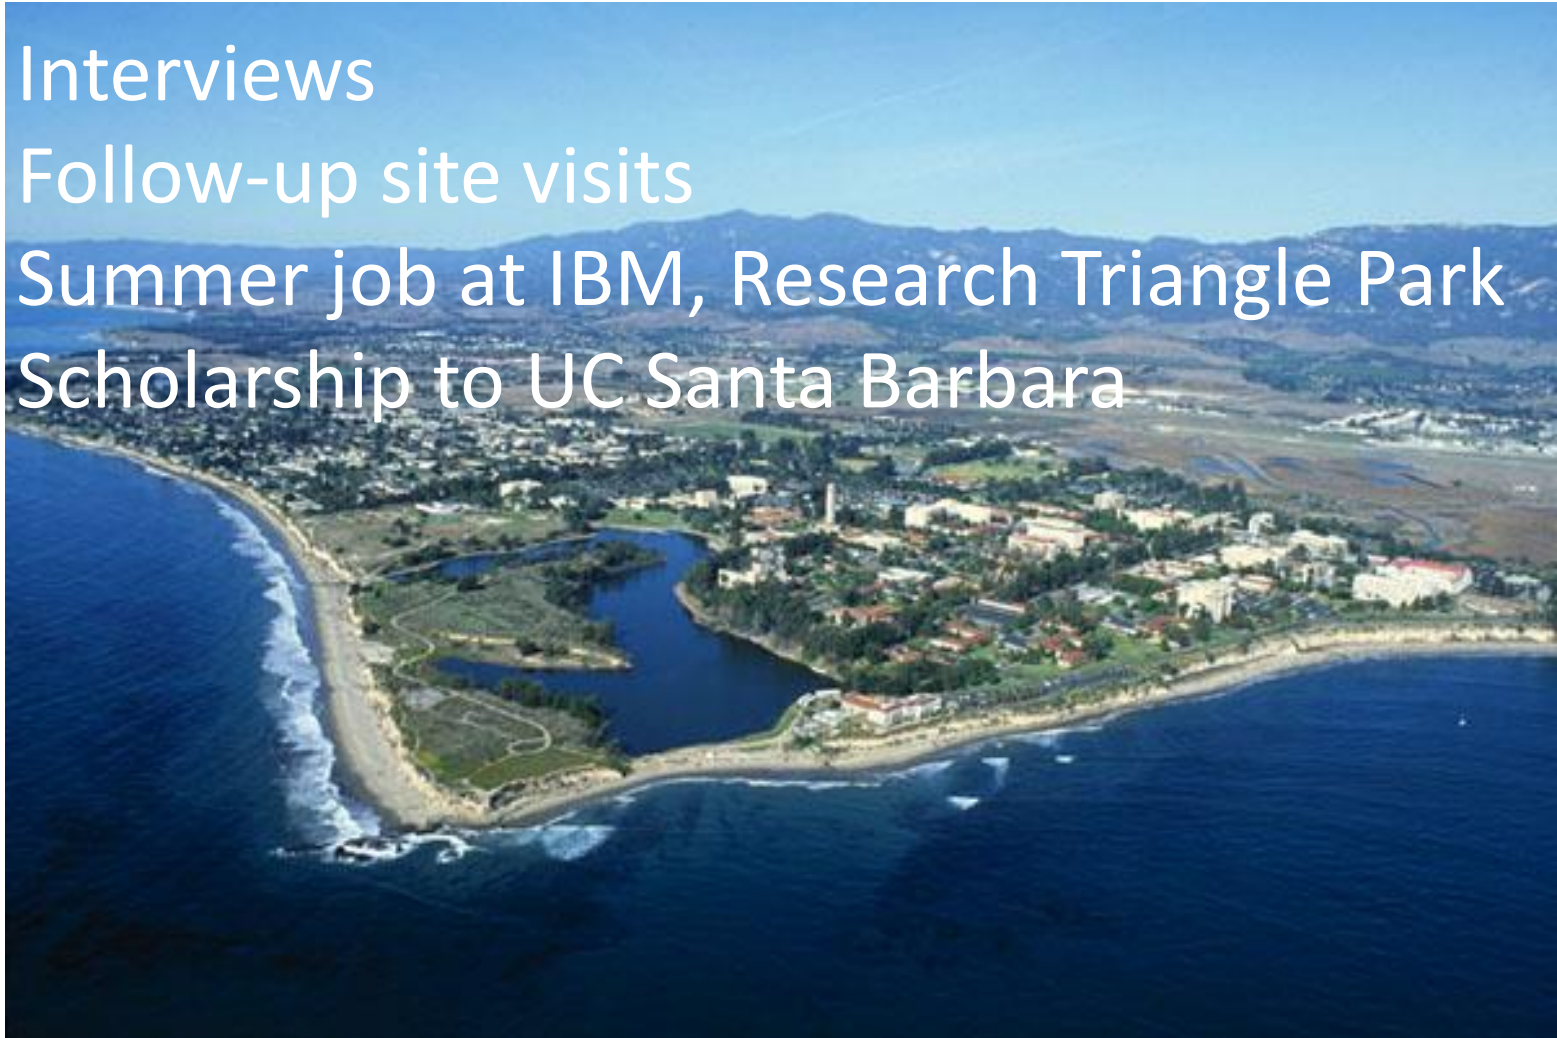 Interviews
Follow-up site visits
Summer job at IBM, Research Triangle Park
Scholarship to UC Santa Barbara